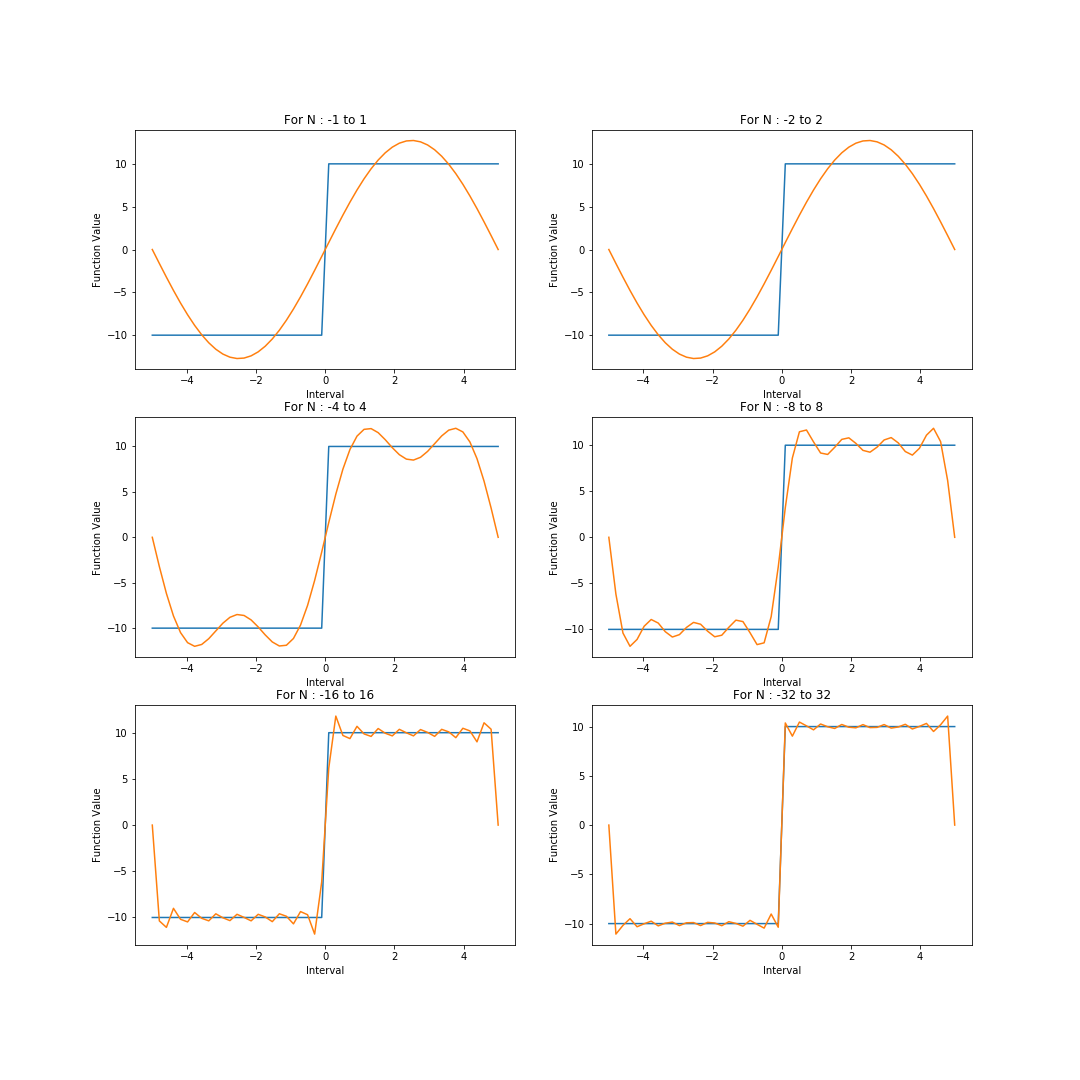 For N : -1 to 1
10
5
0
−5
−10
Function Value
−4 −2 0 2 4
Interval
For N : -2 to 2
10
5
0
−5
−10
Function Value
−4 −2 0 2 4
Interval
For N : -4 to 4
10
5
0
−5
−10
Function Value
−4 −2 0 2 4
Interval
For N : -8 to 8
10
5
0
−5
−10
Function Value
−4 −2 0 2 4
Interval
For N : -16 to 16
10
5
0
−5
−10
Function Value
−4 −2 0 2 4
Interval
For N : -32 to 32
10
5
0
−5
−10
Function Value
−4 −2 0 2 4
Interval